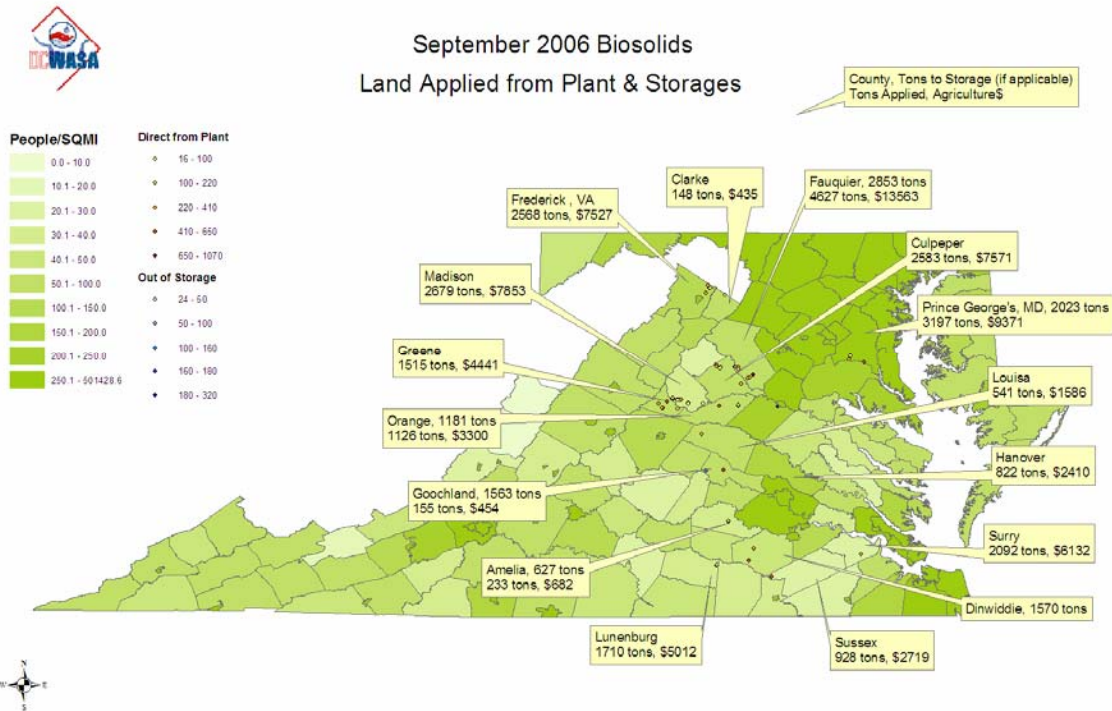 DCWASA
September 2006 Biosolids
Land Applied from Plant & Storages
County, Tons to Storage (if applicable)
Tons Applied, Agriculture$
People/SQMI
0.0 - 10.0
10.1 - 20.0
20.1 - 30.0
30.1 - 40.0
40.1 - 50.0
50.1 - 100.0
100.1 - 150.0
150.1 - 200.0
200.1 - 250.0
250.1 - 501428.6
Direct from Plant
16 - 100
100 - 220
220 - 410
410 - 650
650 - 1070
Out of Storage
24 - 50
50 - 100
100 - 160
160 - 180
180 - 320
Clarke
148 tons, $435
Fauquier, 2853 tons
4627 tons, $13563
Frederick , VA
2568 tons, $7527
Culpeper
2583 tons, $7571
Madison
2679 tons, $7853
Prince George's, MD, 2023 tons
3197 tons, $9371
Greene
1515 tons, $4441
Louisa
541 tons, $1586
Orange, 1181 tons
1126 tons, $3300
Hanover
822 tons, $2410
Goochland, 1563 tons
155 tons, $454
Surry
2092 tons, $6132
Amelia, 627 tons
233 tons, $682
Dinwiddie, 1570 tons
Lunenburg
1710 tons, $5012
Sussex
928 tons, $2719
N
W
E
S